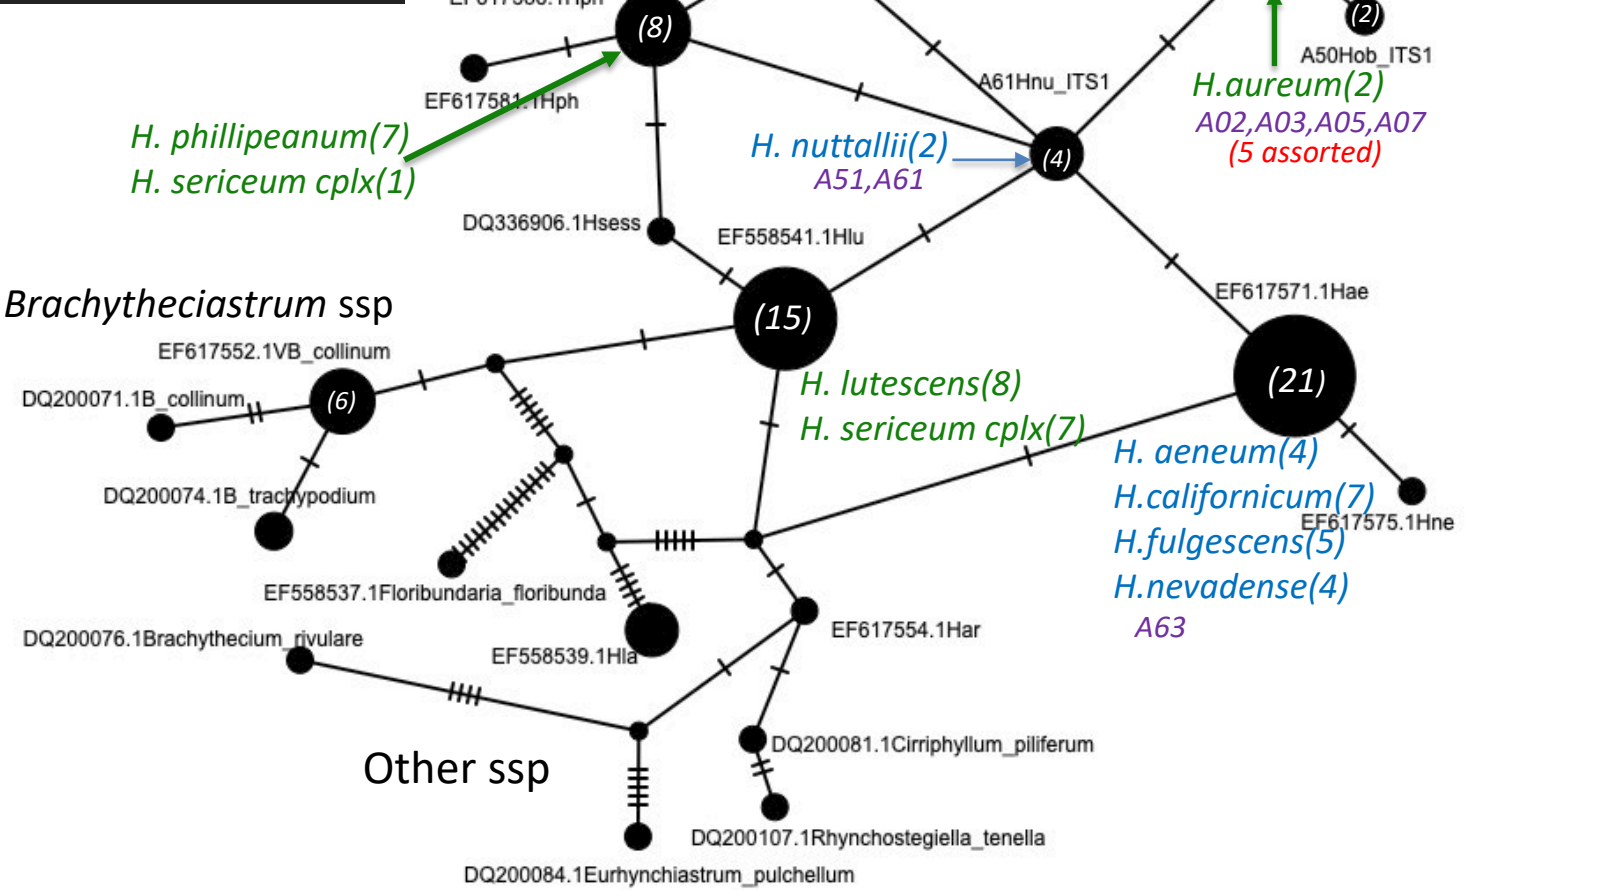 (8)
(2)
A50Hob_ITS1
A61Hnu_ITS1
H.aureum(2)
EF617581.1Hph
A02,A03,A05,A07
(5 assorted)
H. phillipeanum(7)
H. sericeum cplx(1)
H. nuttallii(2)
A51,A61
(4)
DQ336906.1Hsess
EF558541.1Hlu
Brachytheciastrum ssp
EF617571.1Hae
(15)
EF617552.1VB_collinum
DQ200071.1B_collinum
(6)
(21)
H. lutescens(8)
H. sericeum cplx(7)
H. aeneum(4)
H.californicum(7)
DQ200074.1B_trachypodium
EF617575.1Hne
H.fulgescens(5)
H.nevadense(4)
EF558537.1Floribundaria_floribunda
A63
EF617554.1Har
DQ200076.1Brachythecium_rivulare
EF558539.1Hla
DQ200081.1Cirriphyllum_piliferum
Other ssp
DQ200107.1Rhynchostegiella_tenella
DQ200084.1Eurhynchiastrum_pulchellum